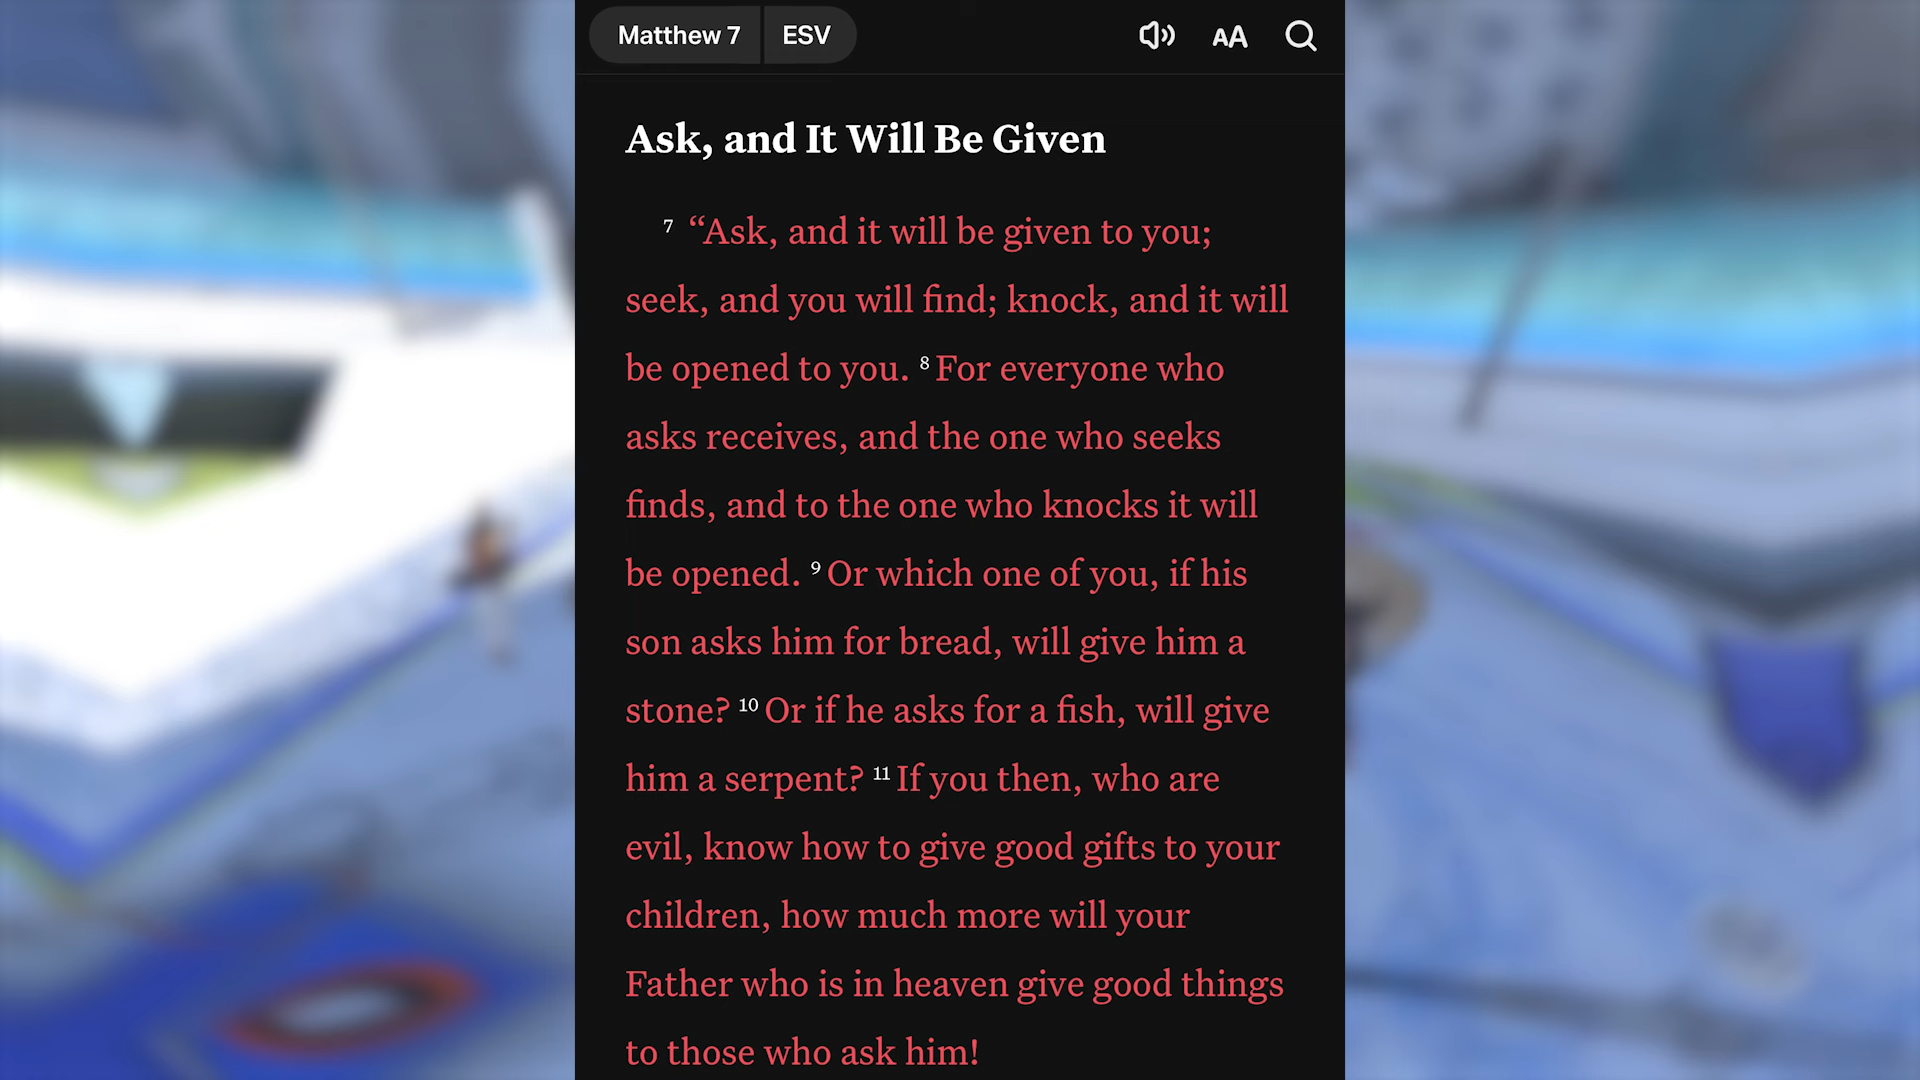 Matthew 7 ESV AA
Ask, and It Will Be Given
7 “Ask, and it will be given to you;
seek, and you will find; knock, and it will
be opened to you. 8 For everyone who
asks receives, and the one who seeks
finds, and to the one who knocks it will
be opened. 9 Or which one of you, if his
son asks him for bread, will give him a
stone? 10 Or if he asks for a fish, will give
him a serpent? 11 If you then, who are
evil, know how to give good gifts to your
children, how much more will your
Father who is in heaven give good things
to those who ask him!